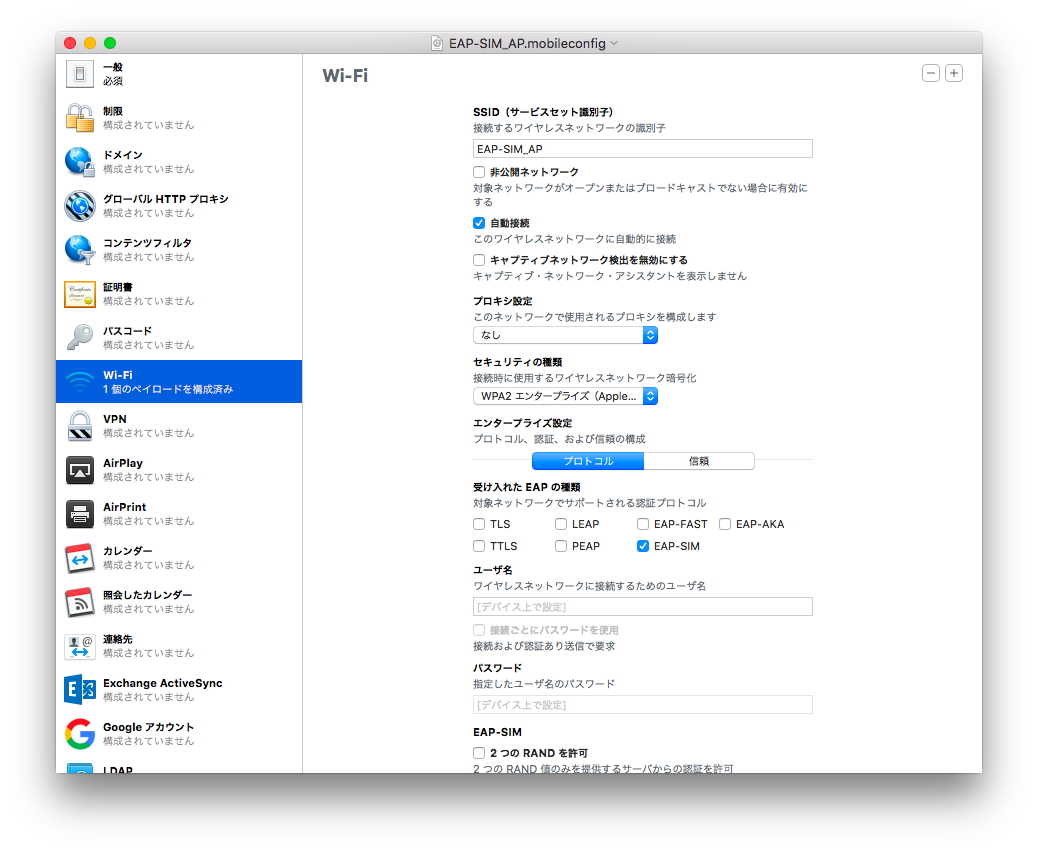 EAP-SIM_AP.mobileconfig
一般
必須
制限
構成されていません
ドメイン
構成されていません
グローバル HTTP プロキシ
構成されていません
コンテンツフィルタ
構成されていません
証明書
構成されていません
パスコード
構成されていません
Wi-Fi
1 個のペイロードを構成済み
VPN
構成されていません
AirPlay
構成されていません
AirPrint
構成されていません
カレンダー
構成されていません
照会したカレンダー
構成されていません
連絡先
構成されていません
Exchange ActiveSync
構成されていません
Google アカウント
構成されていません
LDAP
Wi-Fi
SSID（サービスセット識別子）
接続するワイヤレスネットワークの識別子
EAP-SIM_AP
非公開ネットワーク
対象ネットワークがオープンまたはブロードキャストでない場合に有効に
する
自動接続
このワイヤレスネットワークに自動的に接続
キャプティブネットワーク検出を無効にする
キャプティブ・ネットワーク・アシスタントを表示しません
プロキシ設定
このネットワークで使用されるプロキシを構成します
なし
セキュリティの種類
接続時に使用するワイヤレスネットワーク暗号化
WPA2 エンタープライズ（Apple...
エンタープライズ設定
プロトコル、認証、および信頼の構成
プロトコル 信頼
受け入れた EAP の種類
対象ネットワークでサポートされる認証プロトコル
TLS LEAP EAP-FAST EAP-AKA
TTLS PEAP EAP-SIM
ユーザ名
ワイヤレスネットワークに接続するためのユーザ名
[デバイス上で設定]
接続ごとにパスワードを使用
接続および認証あり送信で要求
パスワード
指定したユーザ名のパスワード
[デバイス上で設定]
EAP-SIM
2 つの RAND を許可
2 つの RAND 値のみを提供するサーバからの認証を許可